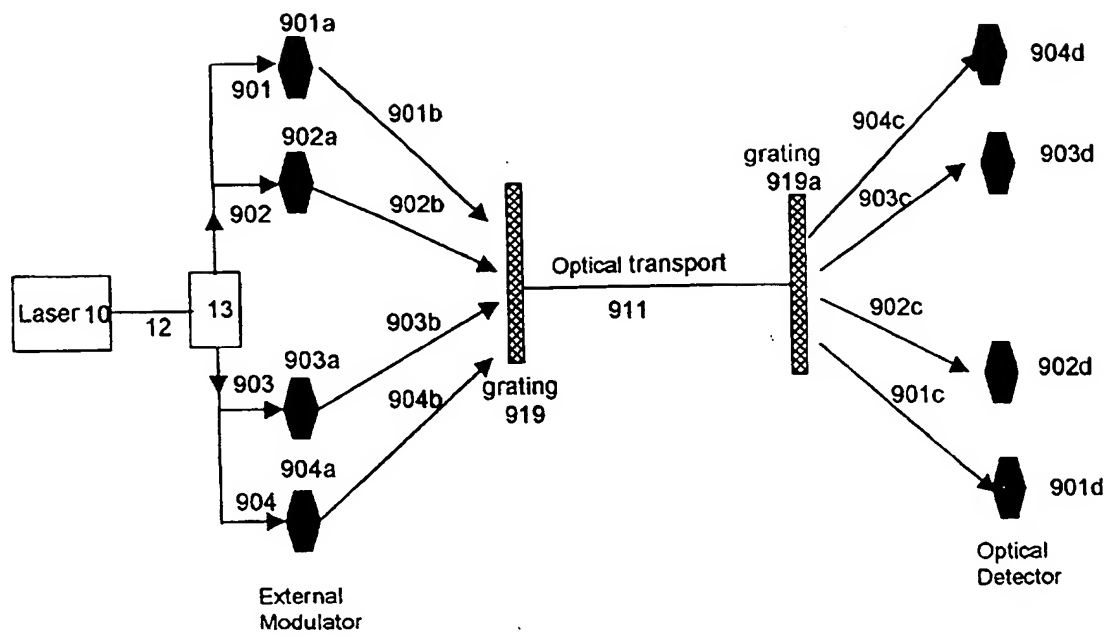 901a
901
901b
902a
902
902b
Laser 10
12
13
903a
903
903b
904a
904
904b
External
Modulator
grating
919
Optical transport
911
grating
919a
904c
904d
903c
903d
902c
902d
901c
901d
Optical
Detector